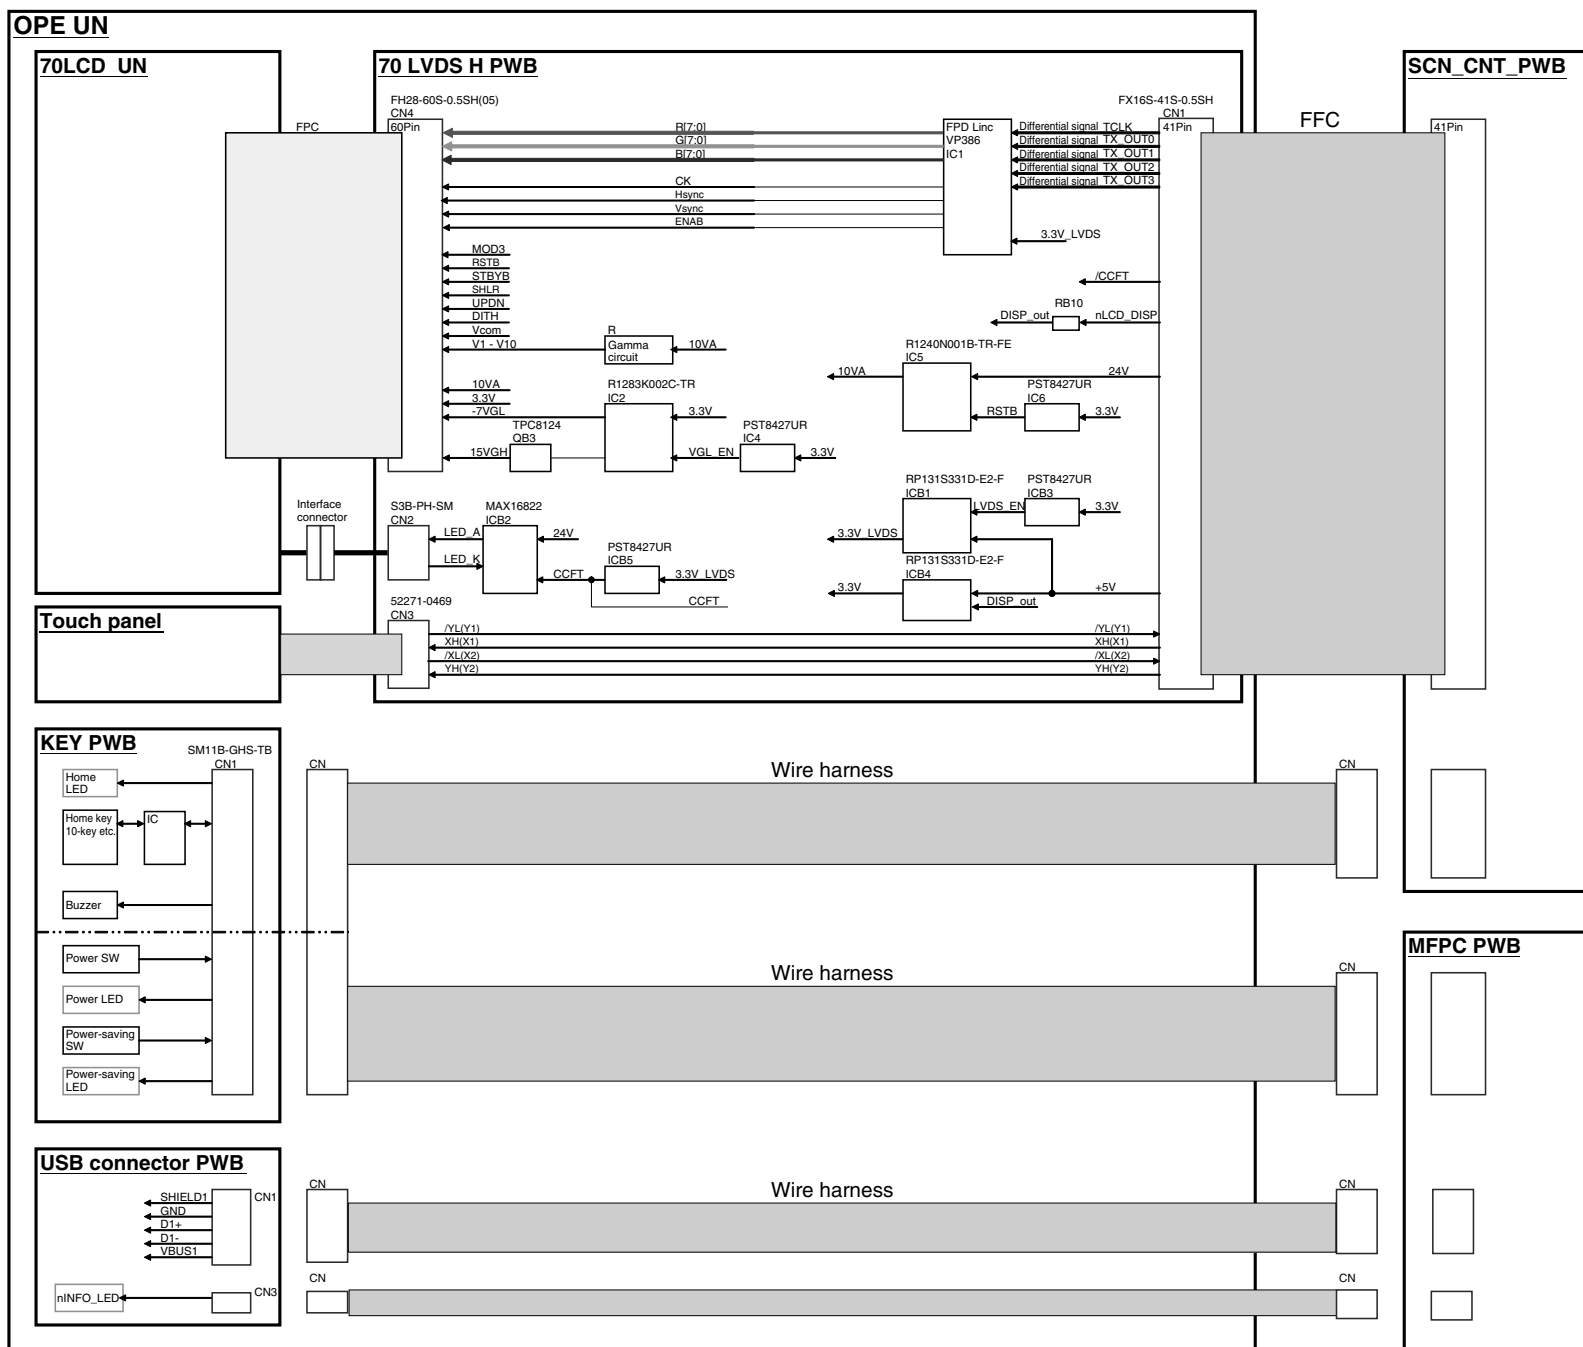 OPE UN
70LCD UN
70 LVDS H PWB
SCN_CNT_PWB
FH28-60S-0.5SH(05)
CN4
60Pin
FPC
FX16S-41S-0.5SH
CN1
41Pin
FFC
41Pin
R[7:0]
G[7:0]
B[7:0]
CK
Hsync
Vsync
ENAB
FPD Linc
VP386
IC1
Differential signal TCLK
Differential signal TX_OUT0
Differential signal TX_OUT1
Differential signal TX_OUT2
Differential signal TX_OUT3
3.3V_LVDS
MOD3
RSTB
STBYB
SHLR
UPDN
DITH
Vcom
V1 - V10
R
Gamma
circuit
10VA
/CCFT
RB10
DISP_out
nLCD_DISP
R1240N001B-TR-FE
IC5
10VA
24V
PST8427UR
IC6
RSTB
3.3V
10VA
3.3V
-7VGL
R1283K002C-TR
IC2
3.3V
TPC8124
QB3
15VGH
PST8427UR
IC4
VGL_EN
3.3V
Interface
connector
S3B-PH-SM
CN2
LED_A
LED_K
MAX16822
ICB2
24V
PST8427UR
ICB5
CCFT
3.3V_LVDS
CCFT
RP131S331D-E2-F
ICB1
PST8427UR
ICB3
LVDS_EN
3.3V
3.3V_LVDS
RP131S331D-E2-F
ICB4
3.3V
+5V
DISP_out
Touch panel
52271-0469
CN3
/YL(Y1)
XH(X1)
/XL(X2)
YH(Y2)
/YL(Y1)
XH(X1)
/XL(X2)
YH(Y2)
KEY PWB
SM11B-GHS-TB
CN1
CN
Wire harness
CN
Home
LED
Home key
10-key etc.
IC
Buzzer
Power SW
Power LED
Power-saving
SW
Power-saving
LED
Wire harness
CN
MFPC PWB
USB connector PWB
SHIELD1
GND
D1+
D1-
VBUS1
CN1
CN
Wire harness
CN
nINFO_LED
CN3
CN
CN